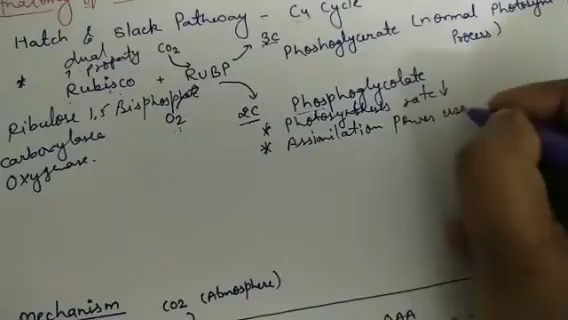 Hatch & Slack Pathway - C4 Cycle
dual property CO2 3C Phoshoglycerate (normal Photosyn
Process)
* Rubisco + RUBP
Ribulose 1,5 Bisphosphate O2 2C Phosphoglycolate
carboxylase * Photosynthesis rate ↓
Oxygenase. * Assimilation Power use
mechanism CO2 (Atmosphere)